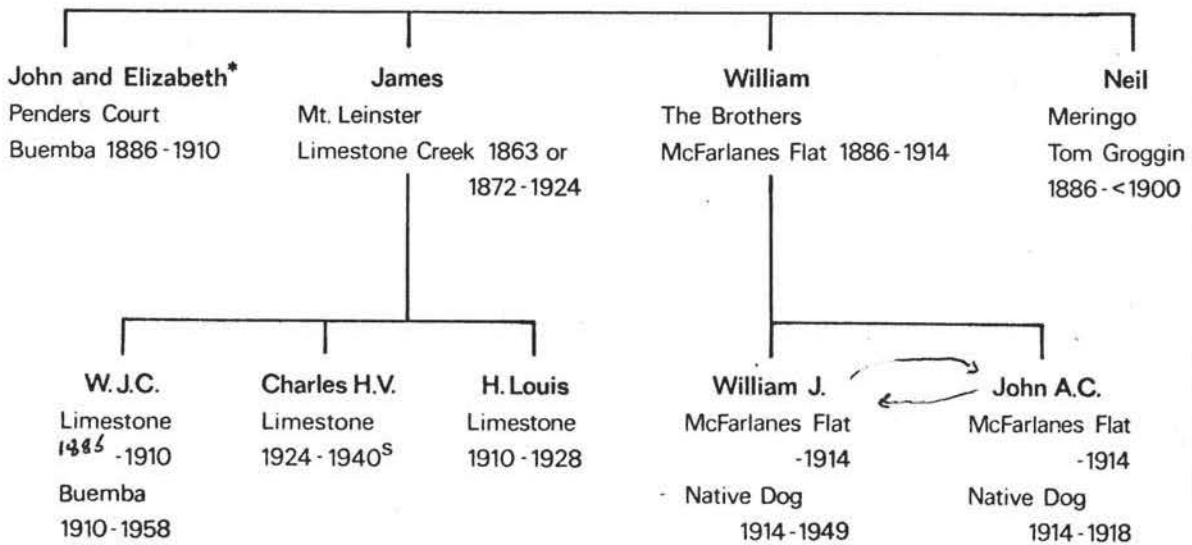 John and Elizabeth*
Penders Court
Buemba 1886-1910
James
Mt. Leinster
Limestone Creek 1863 or
1872-1924
William
The Brothers
McFarlanes Flat 1886-1914
Neil
Meringo
Tom Groggin
1886-<1900
W.J.C.
Limestone
-1910
Buemba
1910-1958
Charles H.V.
Limestone
1924-1940s
H.Louis
Limestone
1910-1928
William J.
McFarlanes Flat
-1914
Native Dog
1914-1949
John A.C.
McFarlanes Flat
-1914
Native Dog
1914-1918